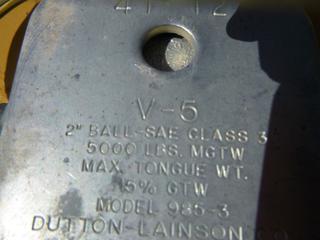 V-5
2" BALL-SAE CLASS 3
5000 LBS. MGTW
MAX. TONGUE WT.
15% GTW
MODEL 985-3
DUTTON-LAINSON CO.